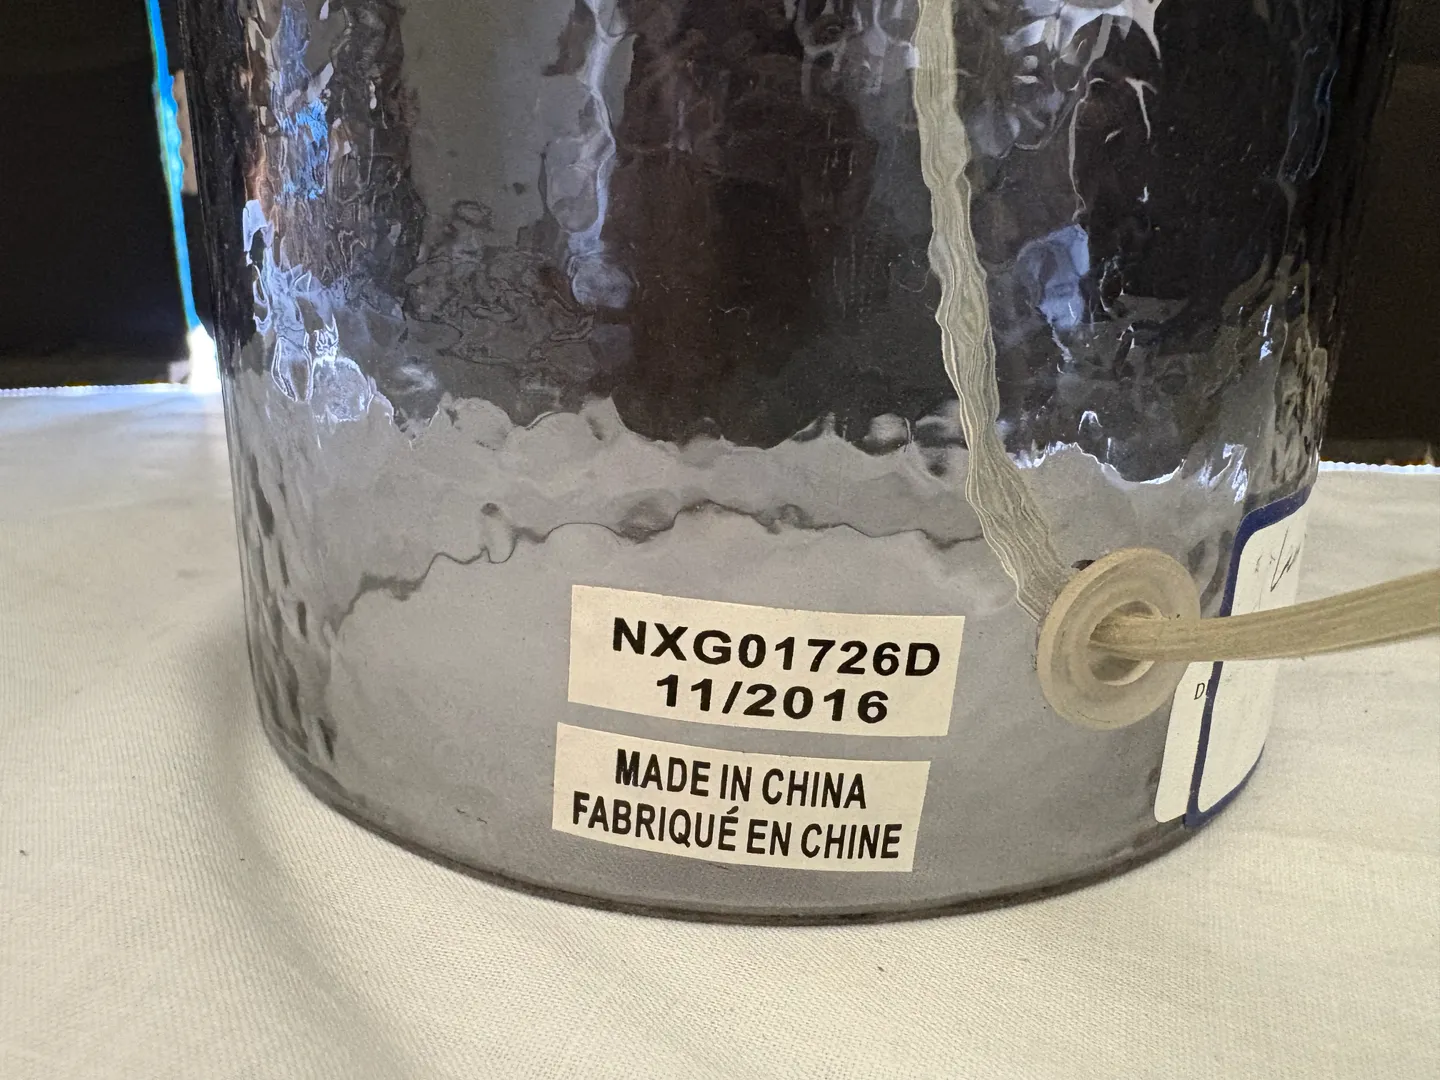 NXG01726D
11/2016
MADE IN CHINA
FABRIQUÉ EN CHINE